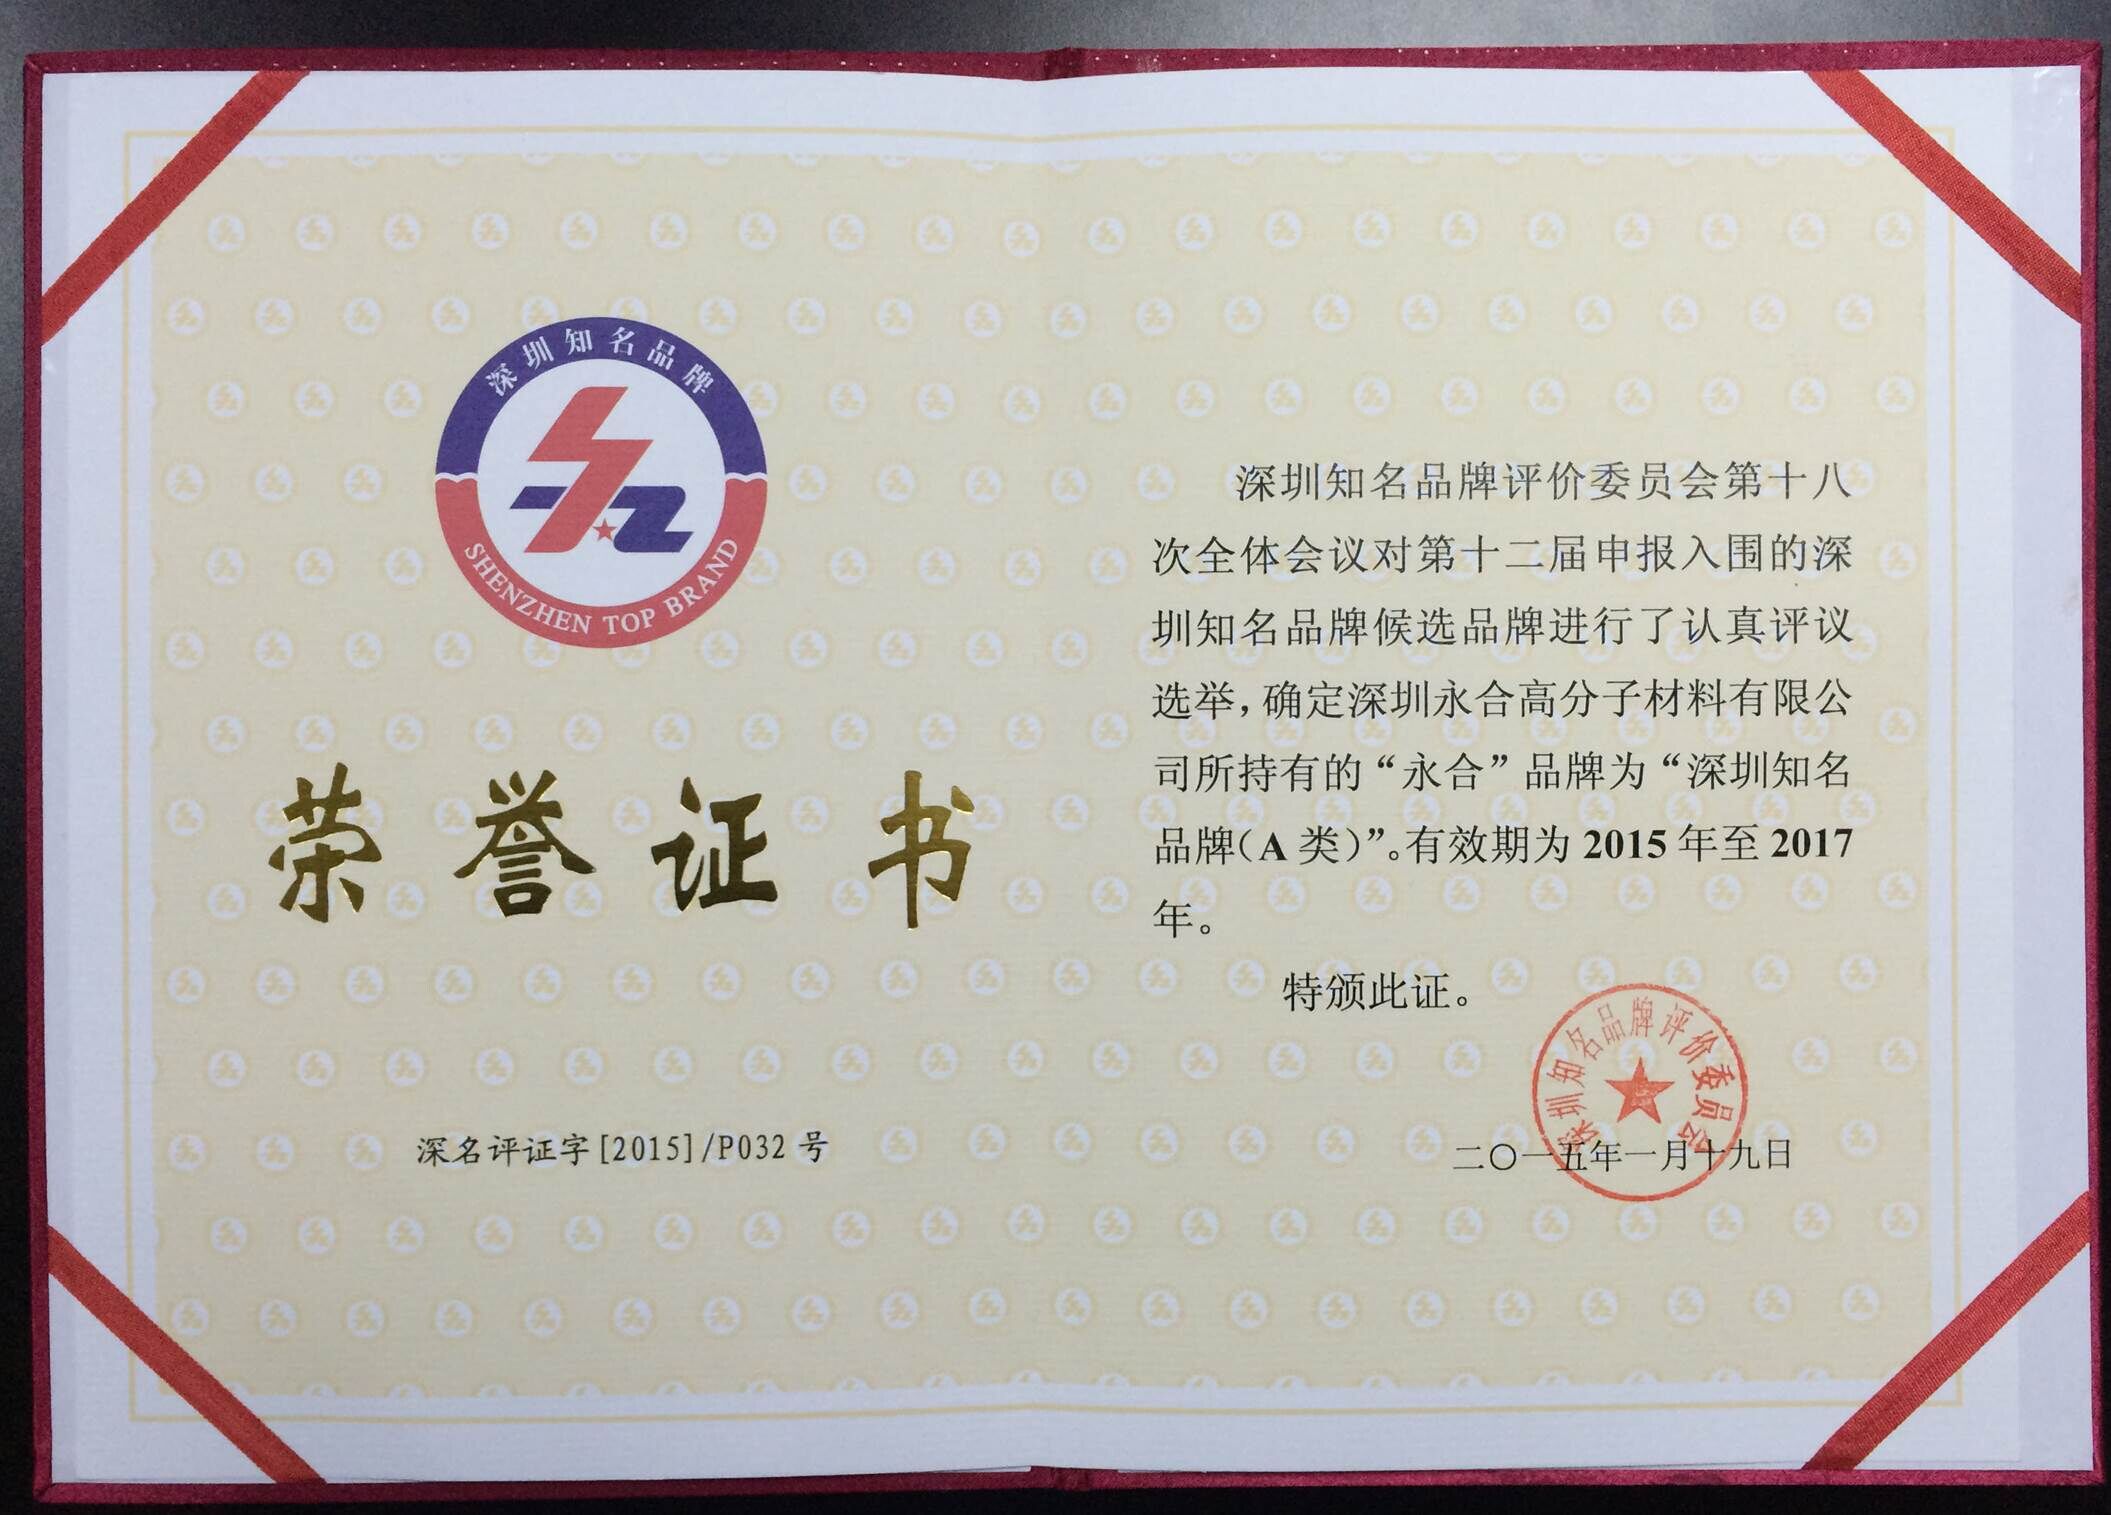 深圳知名品牌
SHENZHEN TOP BRAND
荣誉证书
深名评证字[2015]/P032号
深圳知名品牌评价委员会第十八
次全体会议对第十二届申报入围的深
圳知名品牌候选品牌进行了认真评议
选举，确定深圳永合高分子材料有限公
司所持有的“永合”品牌为“深圳知名
品牌（A类）”。有效期为2015年至2017
年。
特颁此证。
深圳知名品牌评价委员会
二〇一五年一月十九日